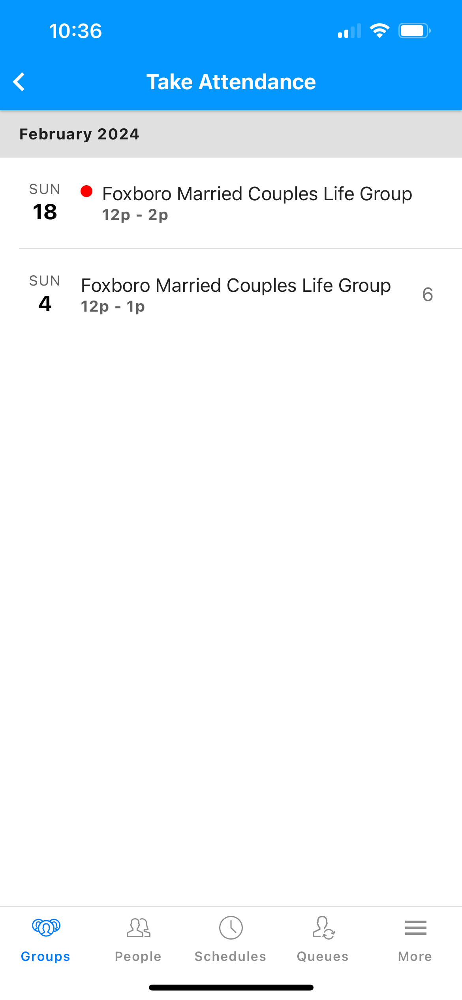 10:36
Take Attendance
February 2024
SUN
18
Foxboro Married Couples Life Group
12p - 2p
SUN
4
Foxboro Married Couples Life Group
12p - 1p
6
Groups People Schedules Queues More